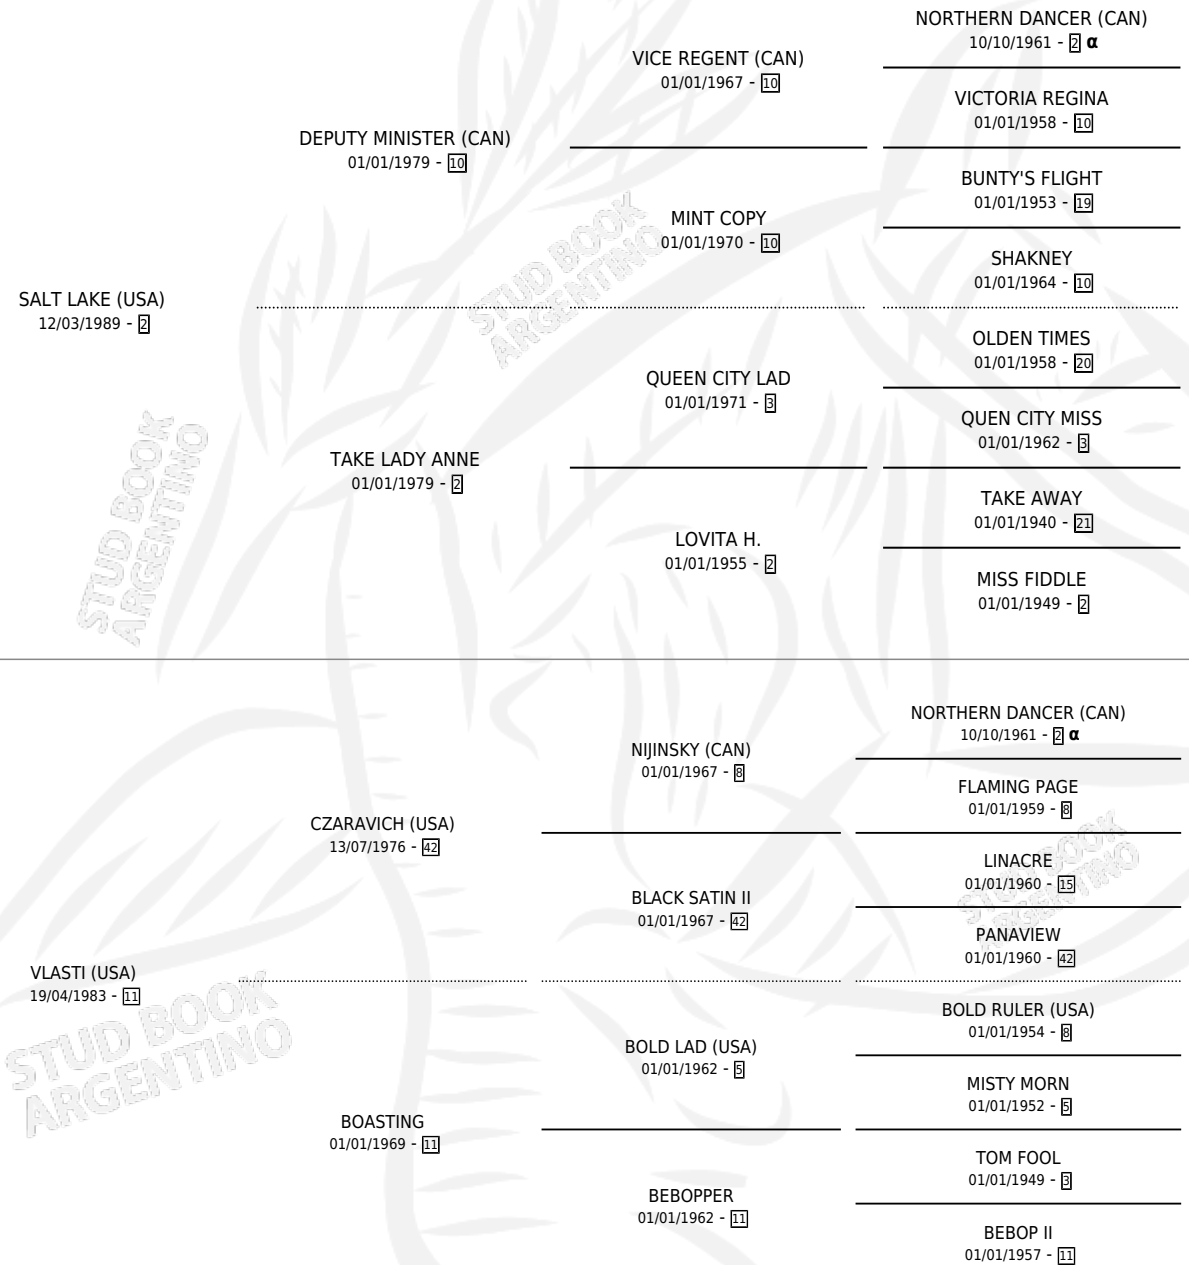 NORTHERN DANCER (CAN)
10/10/1961 - 2 α
VICE REGENT (CAN)
01/01/1967 - 10
VICTORIA REGINA
01/01/1958 - 10
DEPUTY MINISTER (CAN)
01/01/1979 - 10
BUNTY'S FLIGHT
01/01/1953 - 19
MINT COPY
01/01/1970 - 10
SHAKNEY
01/01/1964 - 10
SALT LAKE (USA)
12/03/1989 - 2
OLDEN TIMES
01/01/1958 - 20
QUEEN CITY LAD
01/01/1971 - 3
QUEN CITY MISS
01/01/1962 - 3
TAKE LADY ANNE
01/01/1979 - 2
TAKE AWAY
01/01/1940 - 21
LOVITA H.
01/01/1955 - 2
MISS FIDDLE
01/01/1949 - 2
NORTHERN DANCER (CAN)
10/10/1961 - 2 α
NIJINSKY (CAN)
01/01/1967 - 8
FLAMING PAGE
01/01/1959 - 8
CZARAVICH (USA)
13/07/1976 - 42
LINACRE
01/01/1960 - 15
BLACK SATIN II
01/01/1967 - 42
PANAVIEW
01/01/1960 - 42
VLASTI (USA)
19/04/1983 - 11
BOLD RULER (USA)
01/01/1954 - 8
BOLD LAD (USA)
01/01/1962 - 5
MISTY MORN
01/01/1952 - 5
BOASTING
01/01/1969 - 11
TOM FOOL
01/01/1949 - 3
BEBOPPER
01/01/1962 - 11
BEBOP II
01/01/1957 - 11
STUD BOOK
ARGENTINO
STUD BOOK
ARGENTINO
STUD BOOK
ARGENTINO
STUD BOOK
ARGENTINO